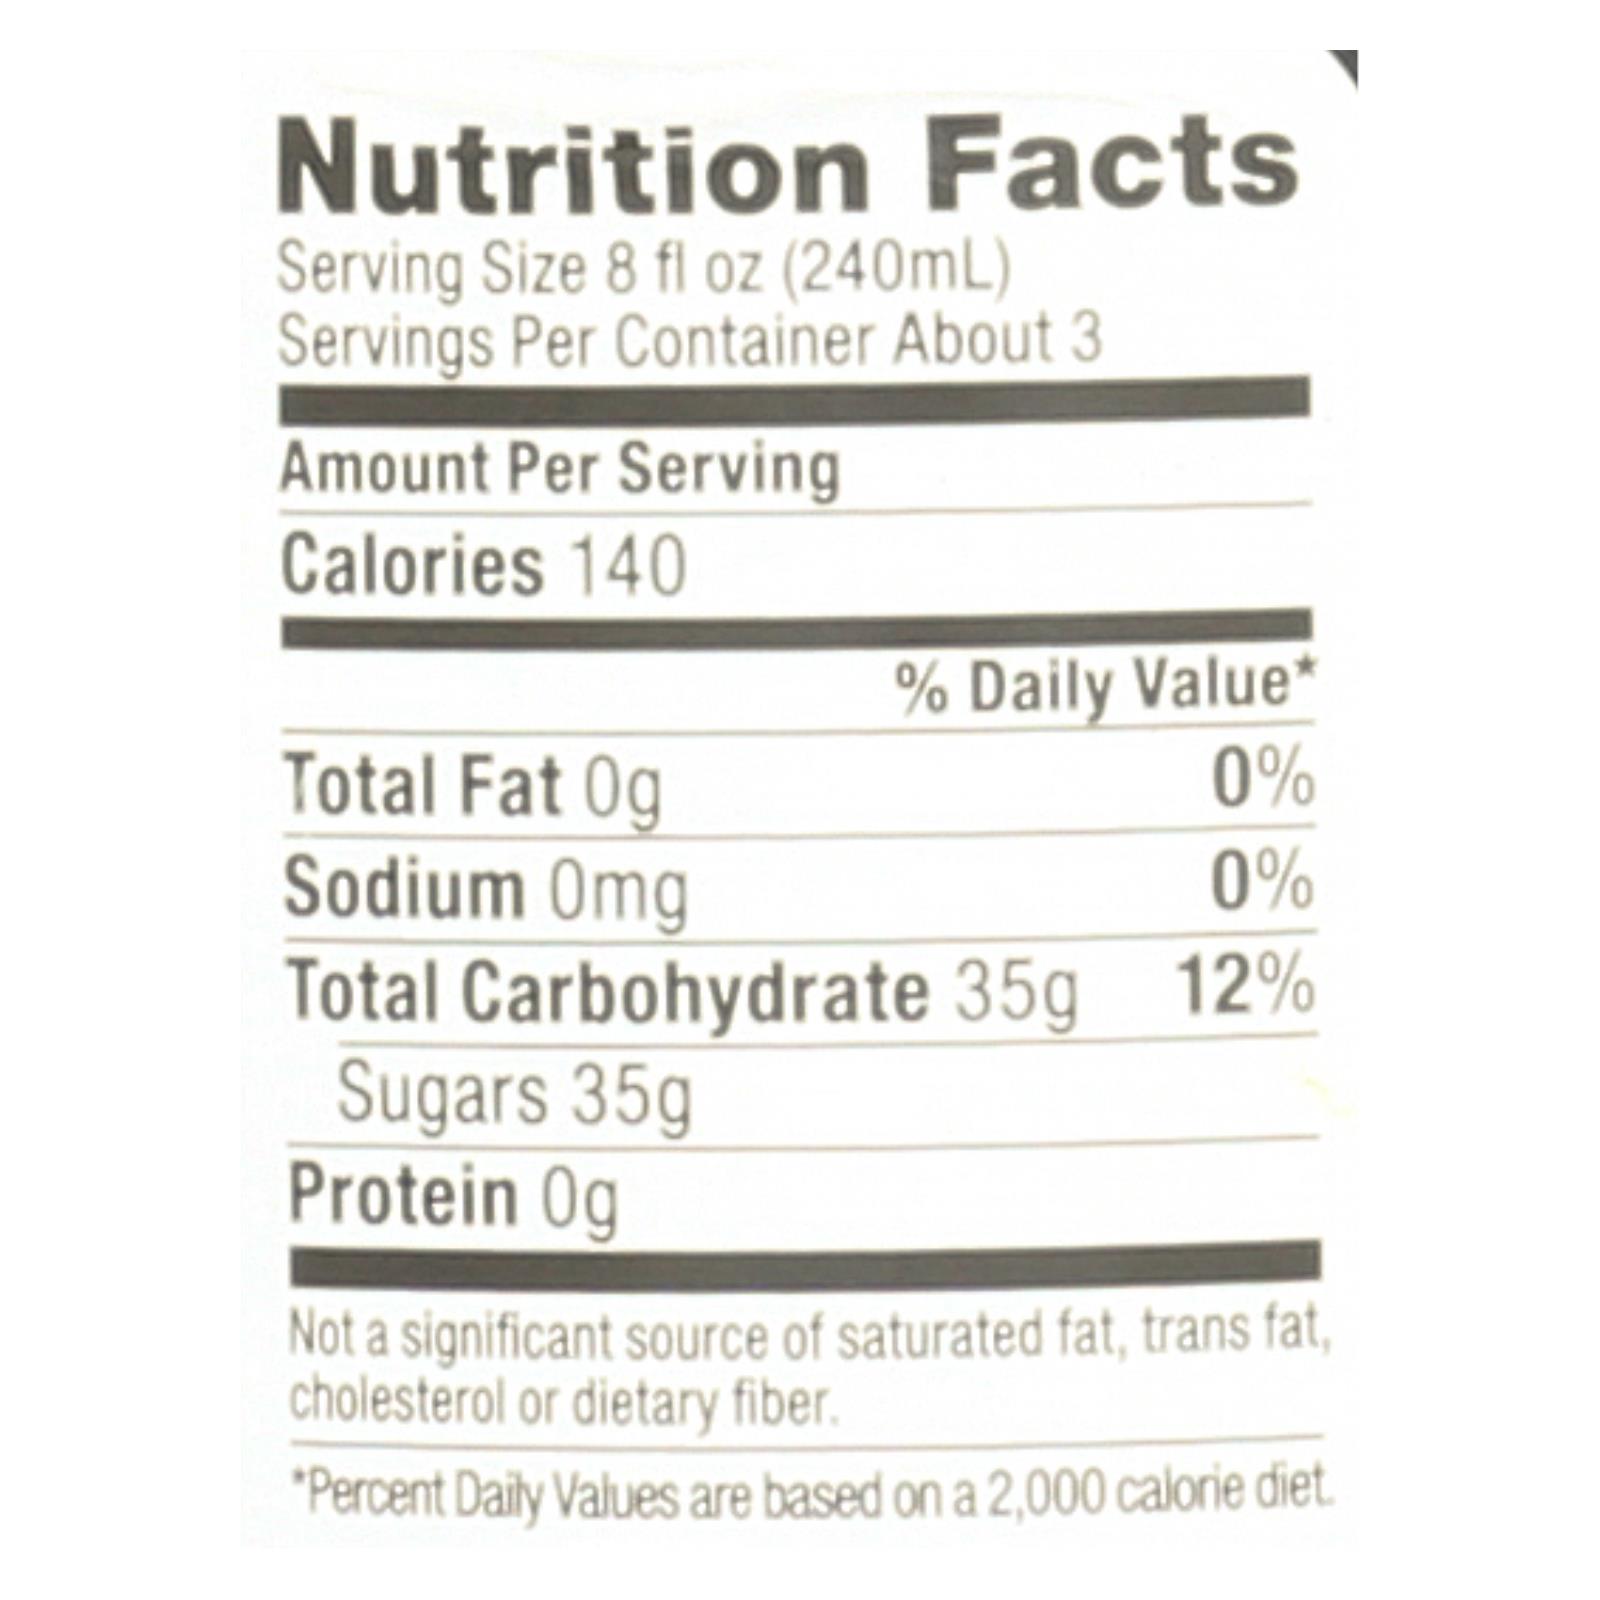 Nutrition Facts
Serving Size 8 fl oz (240mL)
Servings Per Container About 3
Amount Per Serving
Calories 140
% Daily Value*
Total Fat 0g 0%
Sodium 0mg 0%
Total Carbohydrate 35g 12%
Sugars 35g
Protein 0g
Not a significant source of saturated fat, trans fat,
cholesterol or dietary fiber.
*Percent Daily Values are based on a 2,000 calorie diet.